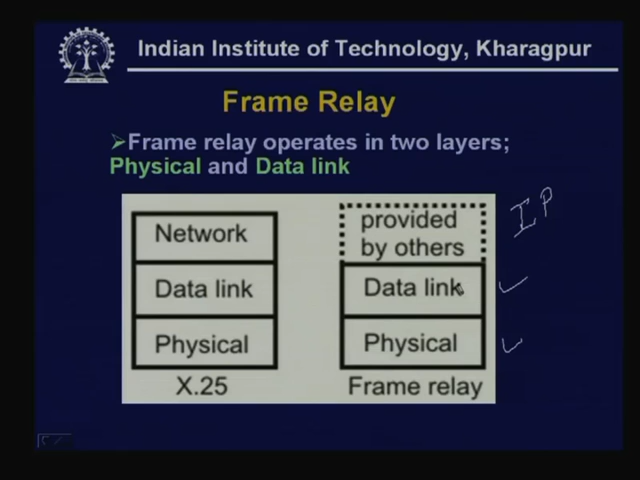 Indian Institute of Technology, Kharagpur
Frame Relay
➢Frame relay operates in two layers;
Physical and Data link
Network
Data link
Physical
X.25
provided
by others
Data link
Physical
Frame relay
IP